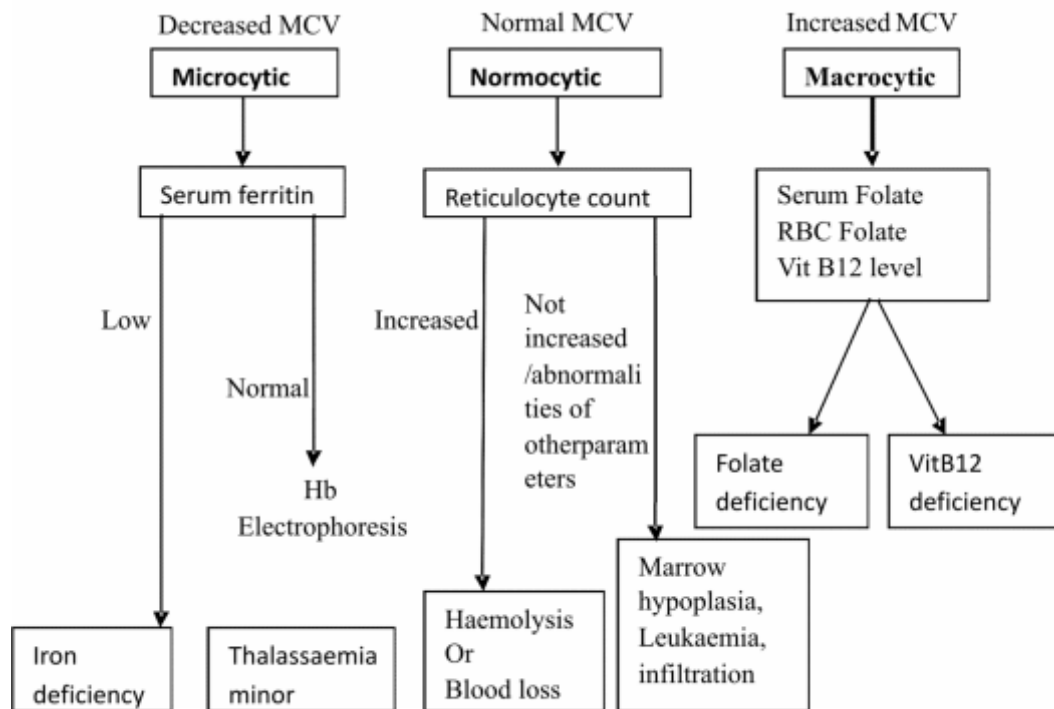 Decreased MCV
Normal MCV
Increased MCV
Microcytic
Normocytic
Macrocytic
Serum ferritin
Reticulocyte count
Serum Folate
RBC Folate
Vit B12 level
Low
Normal
Increased
Not
increased
/abnormali
ties of
otherparam
eters
Hb
Electrophoresis
Folate
deficiency
VitB12
deficiency
Iron
deficiency
Thalassaemia
minor
Haemolysis
Or
Blood loss
Marrow
hypoplasia,
Leukaemia,
infiltration